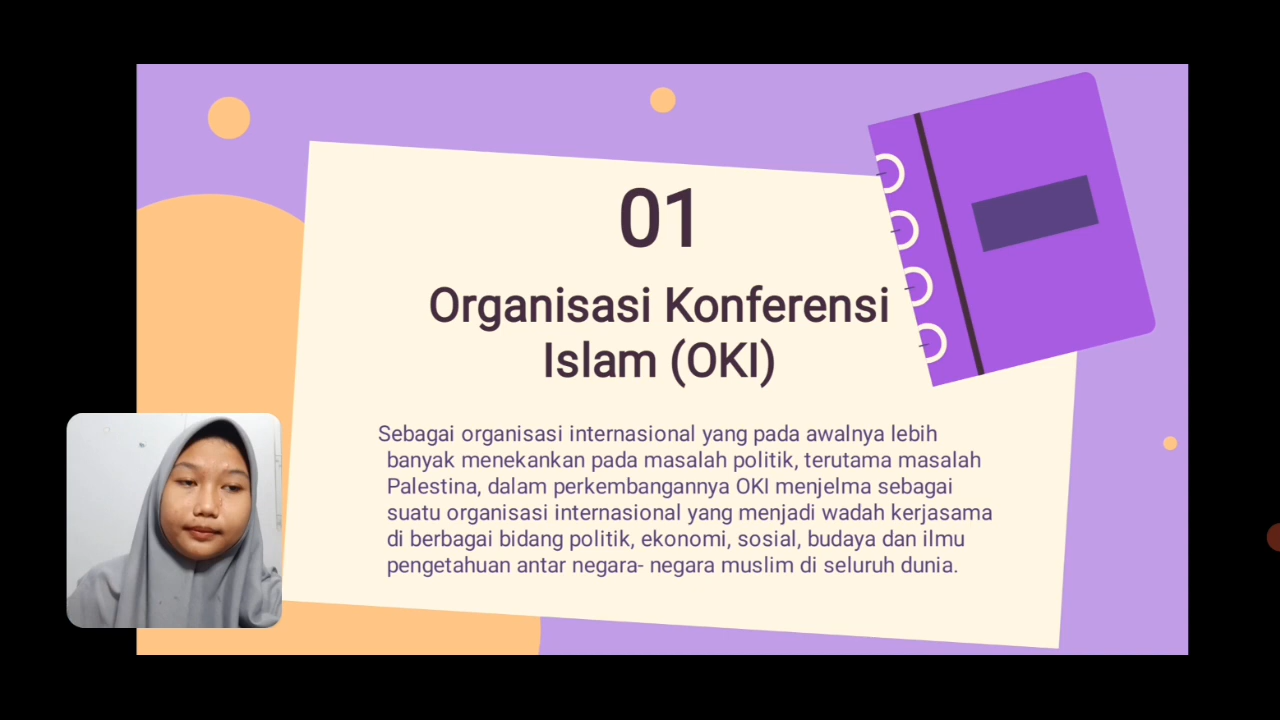 01
Organisasi Konferensi
Islam (OKI)
Sebagai organisasi internasional yang pada awalnya lebih
banyak menekankan pada masalah politik, terutama masalah
Palestina, dalam perkembangannya OKI menjelma sebagai
suatu organisasi internasional yang menjadi wadah kerjasama
di berbagai bidang politik, ekonomi, sosial, budaya dan ilmu
pengetahuan antar negara- negara muslim di seluruh dunia.